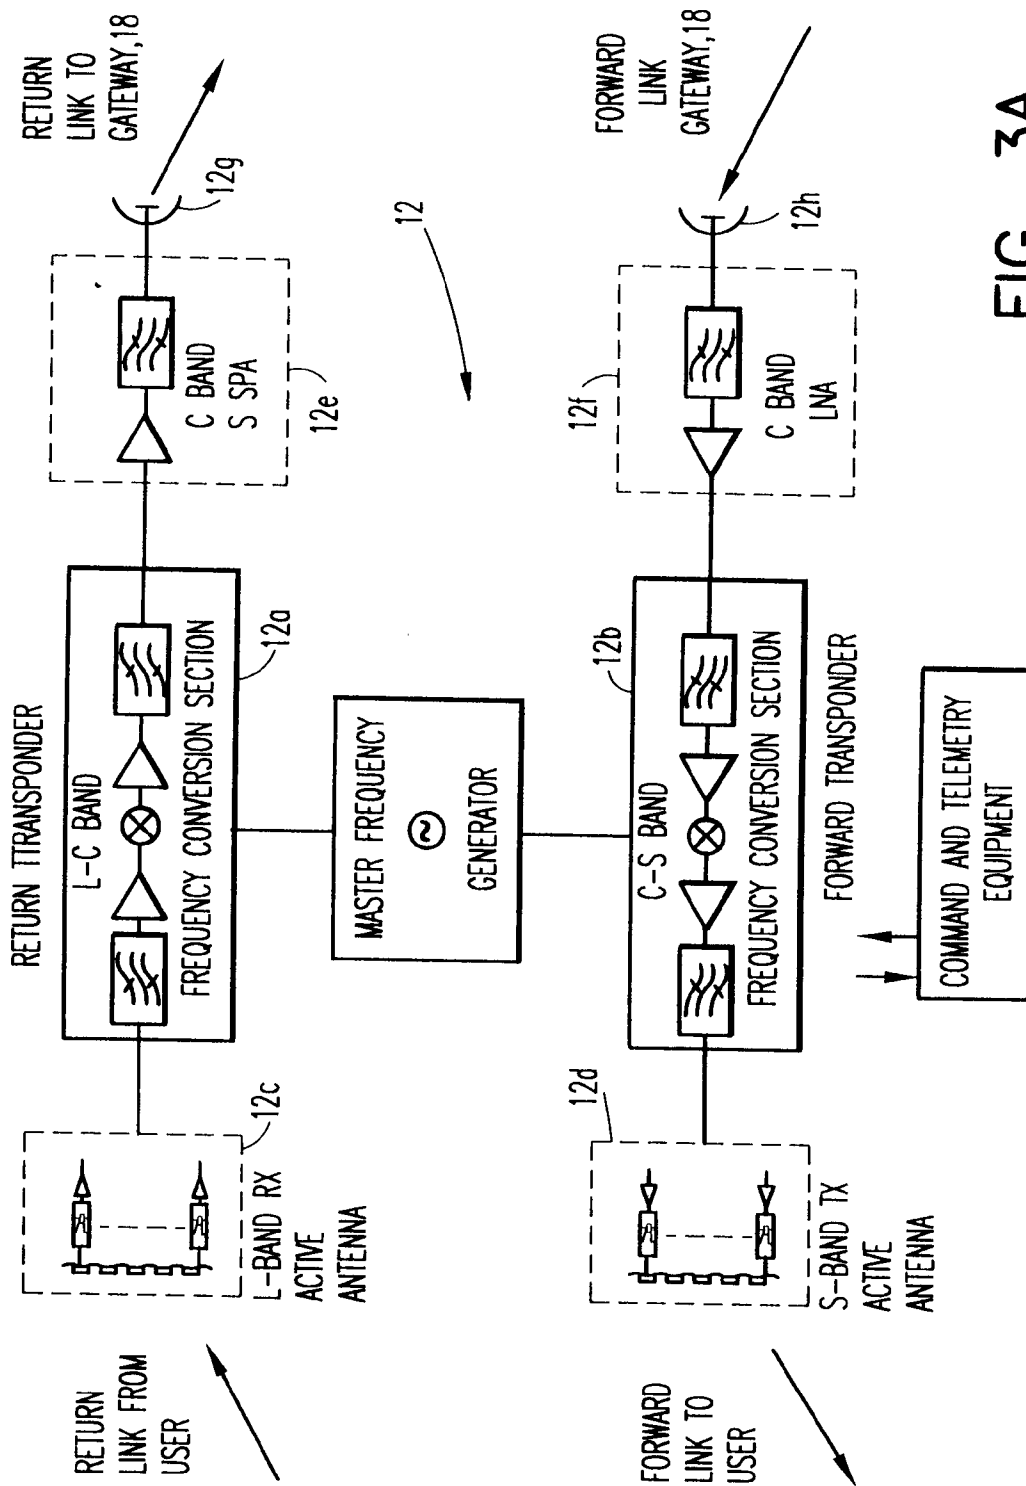 RETURN
LINK TO
GATEWAY,18
12g
C BAND
S SPA
12e
RETURN TTRANSPONDER
L-C BAND
FREQUENCY CONVERSION SECTION
12a
12c
L-BAND RX
ACTIVE
ANTENNA
RETURN
LINK FROM
USER
12
MASTER FREQUENCY
~
GENERATOR
FORWARD
LINK
GATEWAY,18
12h
12f
C BAND
LNA
12b
C-S BAND
FREQUENCY CONVERSION SECTION
FORWARD TRANSPONDER
12d
S-BAND TX
ACTIVE
ANTENNA
FORWARD
LINK TO
USER
COMMAND AND TELEMETRY
EQUIPMENT
FIG. 3A